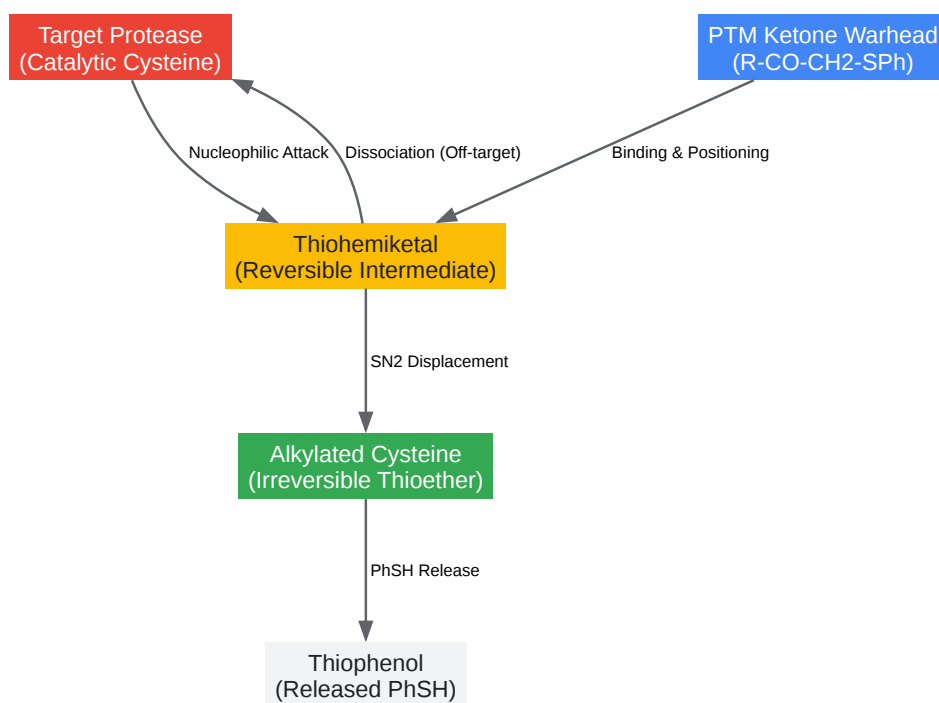 Target Protease
(Catalytic Cysteine)
PTM Ketone Warhead
(R-CO-CH2-SPh)
Nucleophilic Attack
Dissociation (Off-target)
Binding & Positioning
Thiohemiketal
(Reversible Intermediate)
SN2 Displacement
Alkylated Cysteine
(Irreversible Thioether)
PhSH Release
Thiophenol
(Released PhSH)